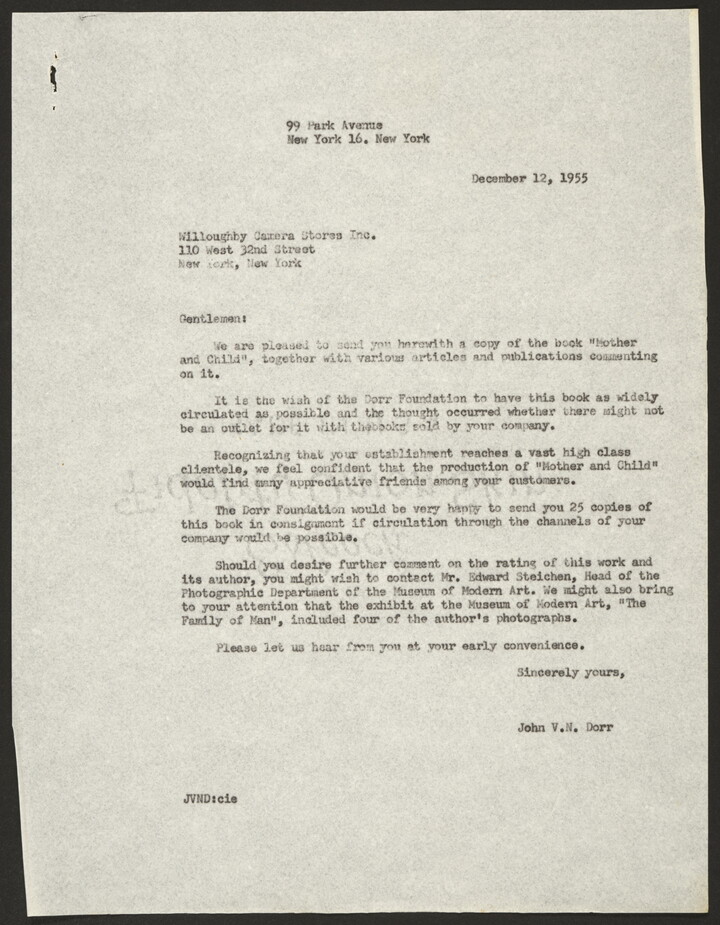 99 Park Avenue
New York 16. New York
December 12, 1955
Willoughby Camera Stores Inc.
110 West 32nd Street
New York, New York
Gentlemen:
We are pleased to send you herewith a copy of the book "Mother
and Child", together with various articles and publications commenting
on it.
It is the wish of the Dorr Foundation to have this book as widely
circulated as possible and the thought occurred whether there might not
be an outlet for it with thebooks sold by your company.
Recognizing that your establishment reaches a vast high class
clientele, we feel confident that the production of "Mother and Child"
would find many appreciative friends among your customers.
The Dorr Foundation would be very happy to send you 25 copies of
this book in consignment if circulation through the channels of your
company would be possible.
Should you desire further comment on the rating of this work and
its author, you might wish to contact Mr. Edward Steichen, Head of the
Photographic Department of the Museum of Modern Art. We might also bring
to your attention that the exhibit at the Museum of Modern Art, "The
Family of Man", included four of the author's photographs.
Please let us hear from you at your early convenience.
Sincerely yours,
John V.N. Dorr
JVND:cie